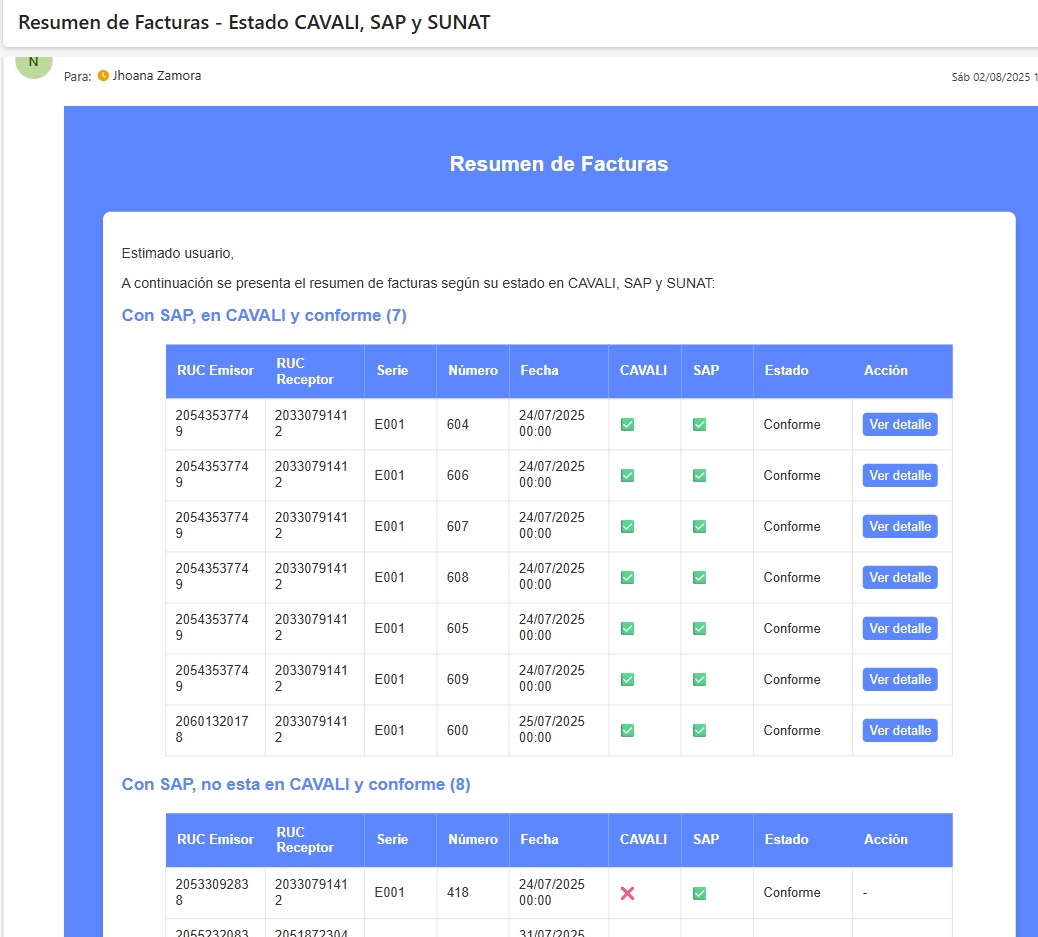 Resumen de Facturas - Estado CAVALI, SAP y SUNAT
N
Para: Jhoana Zamora
Sáb 02/08/2025 1
Resumen de Facturas
Estimado usuario,
A continuación se presenta el resumen de facturas según su estado en CAVALI, SAP y SUNAT:
Con SAP, en CAVALI y conforme (7)
RUC Emisor RUC Receptor Serie Número Fecha CAVALI SAP Estado Acción
20543537749 20330791412 E001 604 24/07/2025 00:00 ✅ ✅ Conforme Ver detalle
20543537749 20330791412 E001 606 24/07/2025 00:00 ✅ ✅ Conforme Ver detalle
20543537749 20330791412 E001 607 24/07/2025 00:00 ✅ ✅ Conforme Ver detalle
20543537749 20330791412 E001 608 24/07/2025 00:00 ✅ ✅ Conforme Ver detalle
20543537749 20330791412 E001 605 24/07/2025 00:00 ✅ ✅ Conforme Ver detalle
20543537749 20330791412 E001 609 24/07/2025 00:00 ✅ ✅ Conforme Ver detalle
20601320178 20330791412 E001 600 25/07/2025 00:00 ✅ ✅ Conforme Ver detalle
Con SAP, no esta en CAVALI y conforme (8)
RUC Emisor RUC Receptor Serie Número Fecha CAVALI SAP Estado Acción
20533092838 20330791412 E001 418 24/07/2025 00:00 ❌ ✅ Conforme -
2055232083 2051872304 31/07/2025